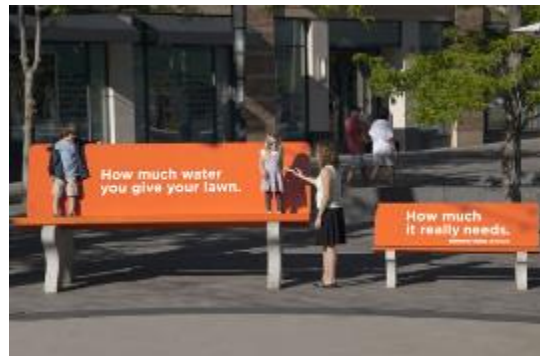 How much water
you give your lawn.
How much
it really needs.